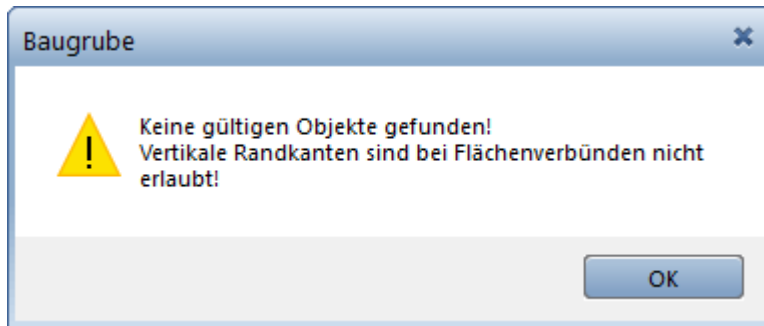 Baugrube
Keine gültigen Objekte gefunden!
Vertikale Randkanten sind bei Flächenverbünden nicht
erlaubt!
OK